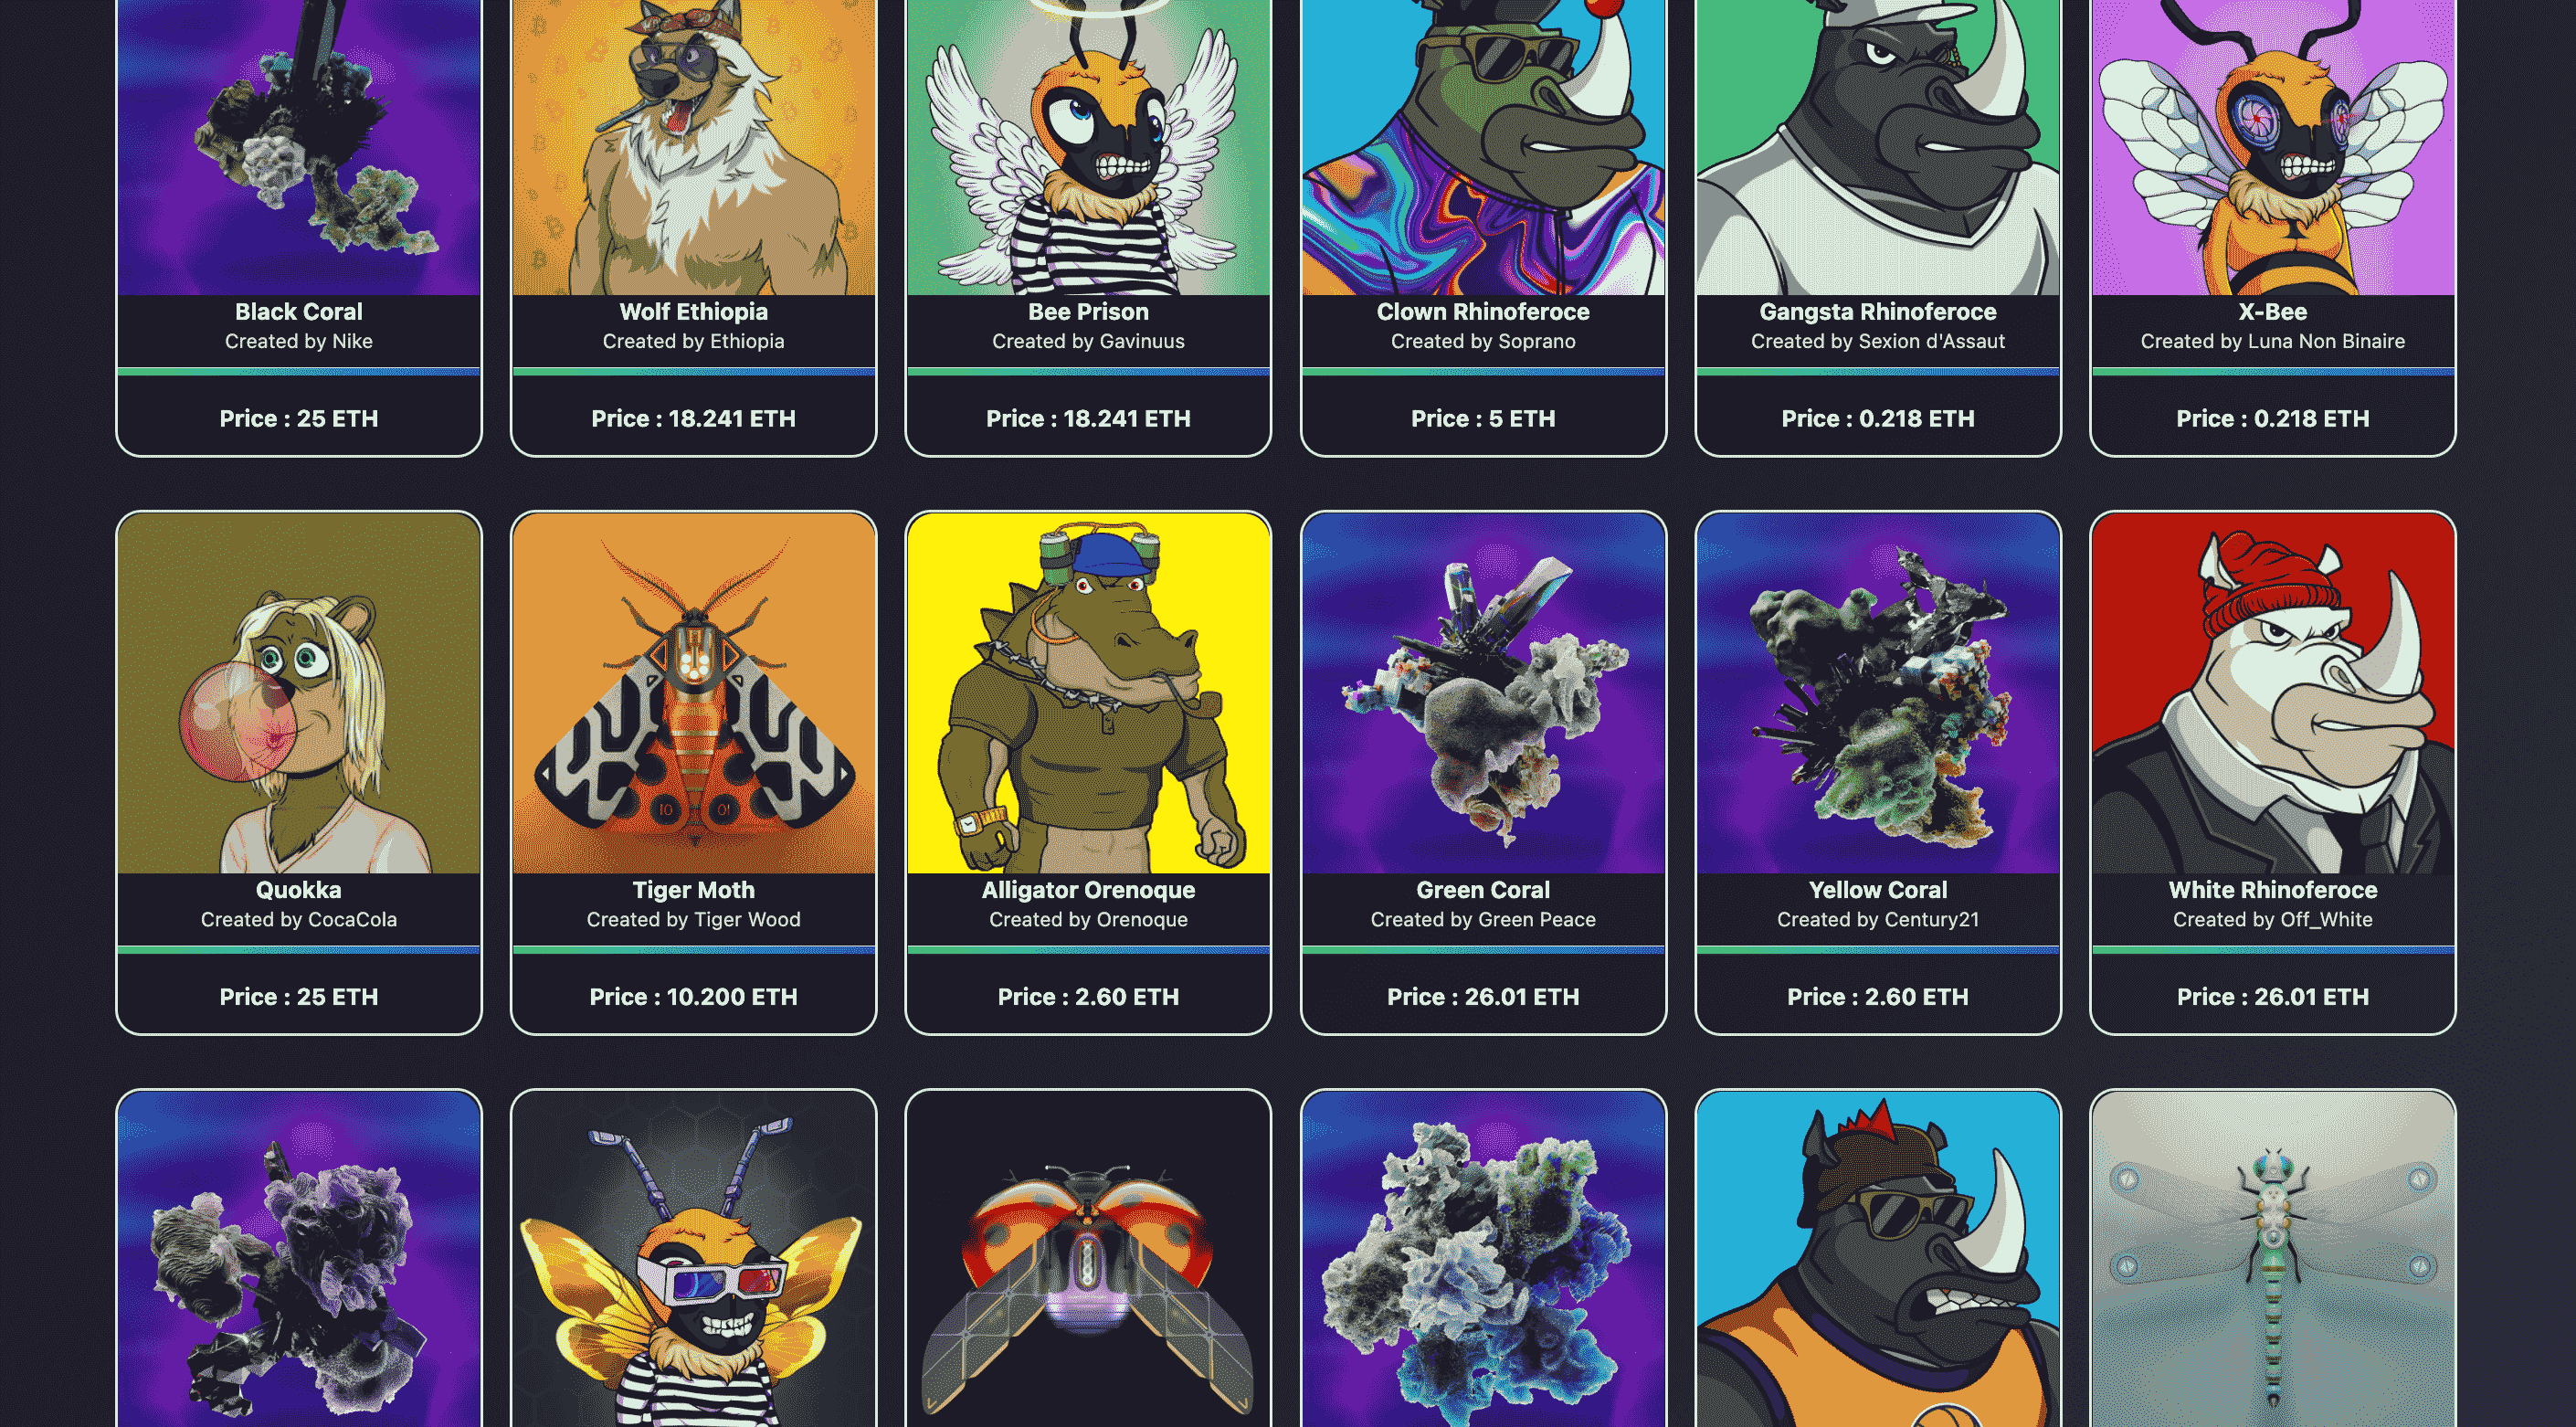 Black Coral
Created by Nike
Price : 25 ETH
Wolf Ethiopia
Created by Ethiopia
Price : 18.241 ETH
Bee Prison
Created by Gavinuus
Price : 18.241 ETH
Clown Rhinoferoce
Created by Soprano
Price : 5 ETH
Gangsta Rhinoferoce
Created by Sexion d'Assaut
Price : 0.218 ETH
X-Bee
Created by Luna Non Binaire
Price : 0.218 ETH
Quokka
Created by CocaCola
Price : 25 ETH
Tiger Moth
Created by Tiger Wood
Price : 10.200 ETH
Alligator Orenoque
Created by Orenoque
Price : 2.60 ETH
Green Coral
Created by Green Peace
Price : 26.01 ETH
Yellow Coral
Created by Century21
Price : 2.60 ETH
White Rhinoferoce
Created by Off_White
Price : 26.01 ETH